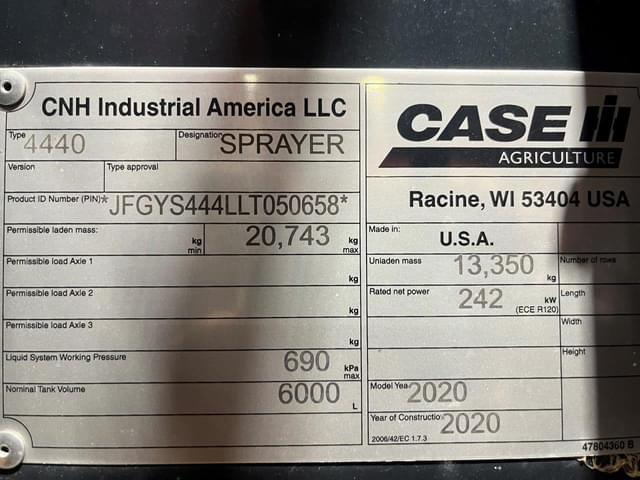 CNH Industrial America LLC
Type 4440 Designation SPRAYER
Version Type approval
Product ID Number (PIN) *JFGYS444LLT050658*
Permissible laden mass: kg min 20,743 kg max
Permissible load Axle 1 kg
Permissible load Axle 2 kg
Permissible load Axle 3 kg
Liquid System Working Pressure 690 kPa max
Nominal Tank Volume 6000 L
CASE IH
AGRICULTURE
Racine, WI 53404 USA
Made in: U.S.A.
Unladen mass 13,350 kg Number of rows
Rated net power 242 kW (ECE R120) Length
Width
Height
Model Year 2020
Year of Construction 2020
2006/42/EC 1.7.3
47804360 B